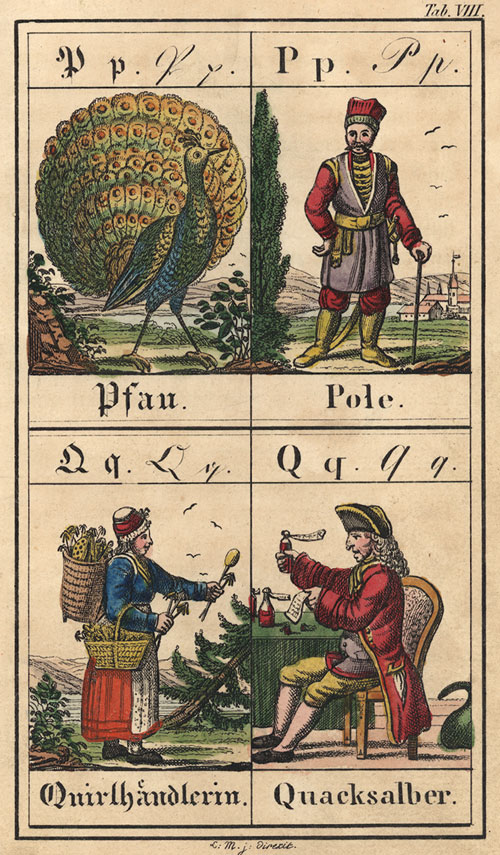 Tab. VIII.
P p. P p. P p. P p.
Pfau. Pole.
Q q. Q q. Q q. Q q.
Quirlhändlerin. Quacksalber.